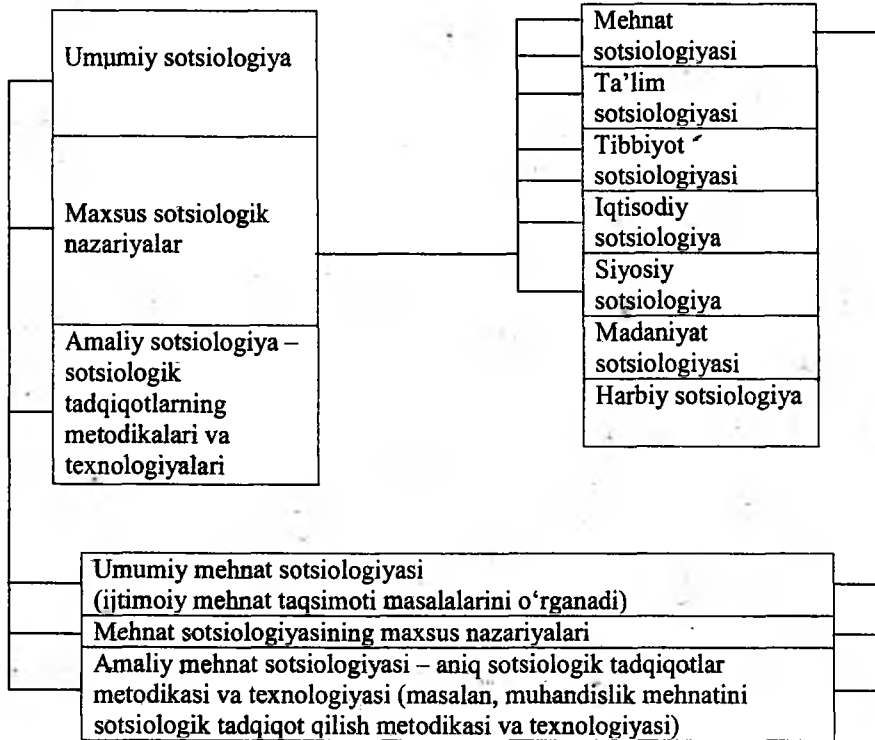 Umumiy sotsiologiya
Maxsus sotsiologik
nazariyalar
Amaliy sotsiologiya –
sotsiologik
tadqiqotlarning
metodikalari va
texnologiyalari
Mehnat
sotsiologiyasi
Ta’lim
sotsiologiyasi
Tibbiyot
sotsiologiyasi
Iqtisodiy
sotsiologiya
Siyosiy
sotsiologiya
Madaniyat
sotsiologiyasi
Harbiy sotsiologiya
Umumiy mehnat sotsiologiyasi
(ijtimoiy mehnat taqsimoti masalalarini o‘rganadi)
Mehnat sotsiologiyasining maxsus nazariyalari
Amaliy mehnat sotsiologiyasi – aniq sotsiologik tadqiqotlar
metodikasi va texnologiyasi (masalan, muhandislik mehnatini
sotsiologik tadqiqot qilish metodikasi va texnologiyasi)